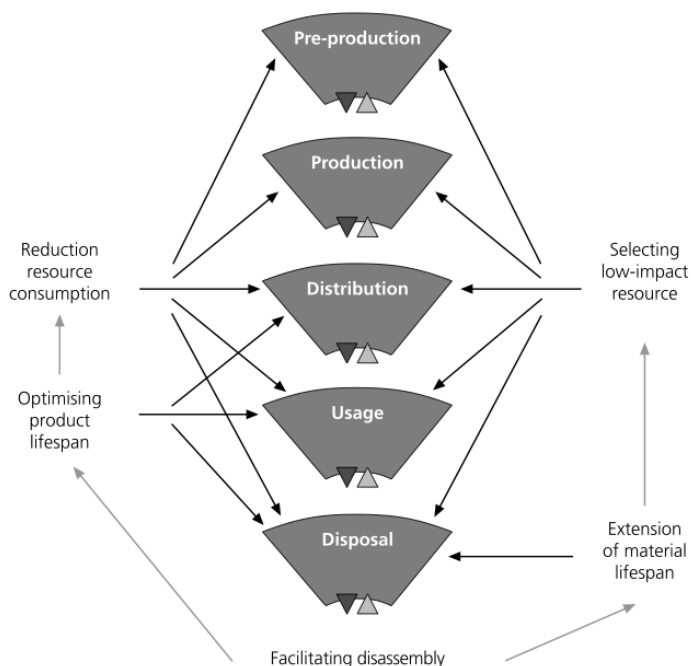 Pre-production
Production
Reduction
resource
consumption
Distribution
Selecting
low-impact
resource
Optimising
product
lifespan
Usage
Disposal
Extension
of material
lifespan
Facilitating disassembly